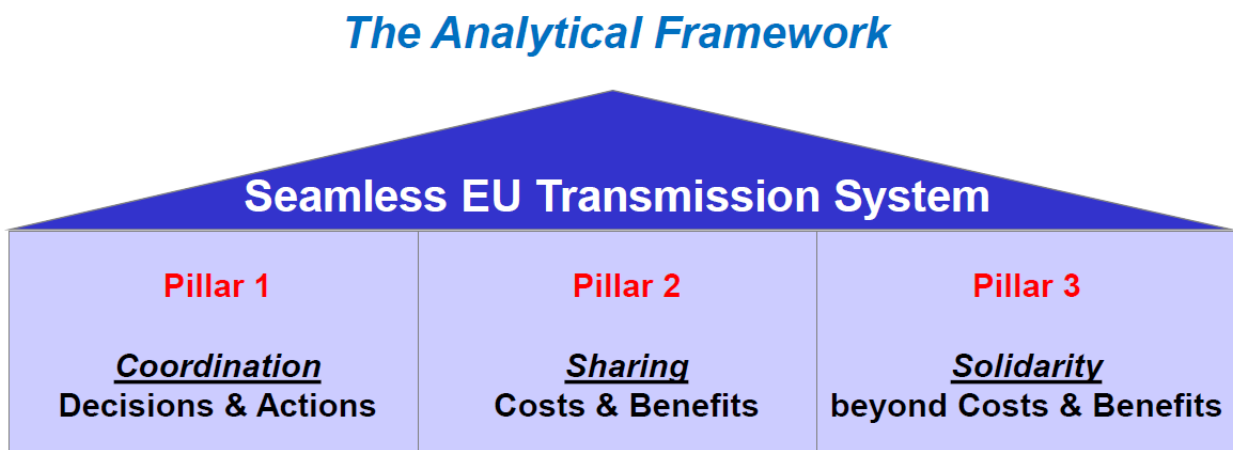 The Analytical Framework
Seamless EU Transmission System
Pillar 1
Coordination
Decisions & Actions
Pillar 2
Sharing
Costs & Benefits
Pillar 3
Solidarity
beyond Costs & Benefits